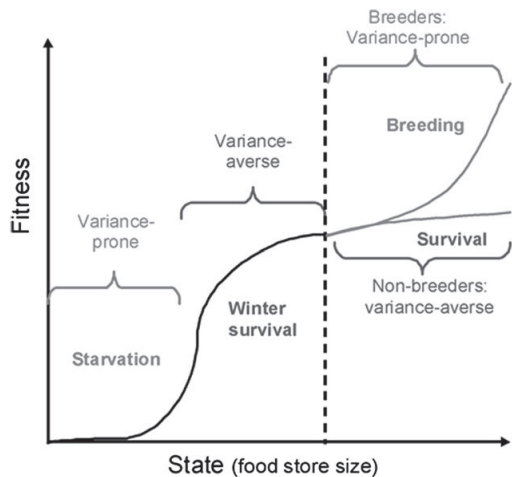 Breeders:
Variance-prone
Breeding
Variance-
averse
Variance-
prone
Fitness
Survival
Non-breeders:
variance-averse
Winter
survival
Starvation
State (food store size)